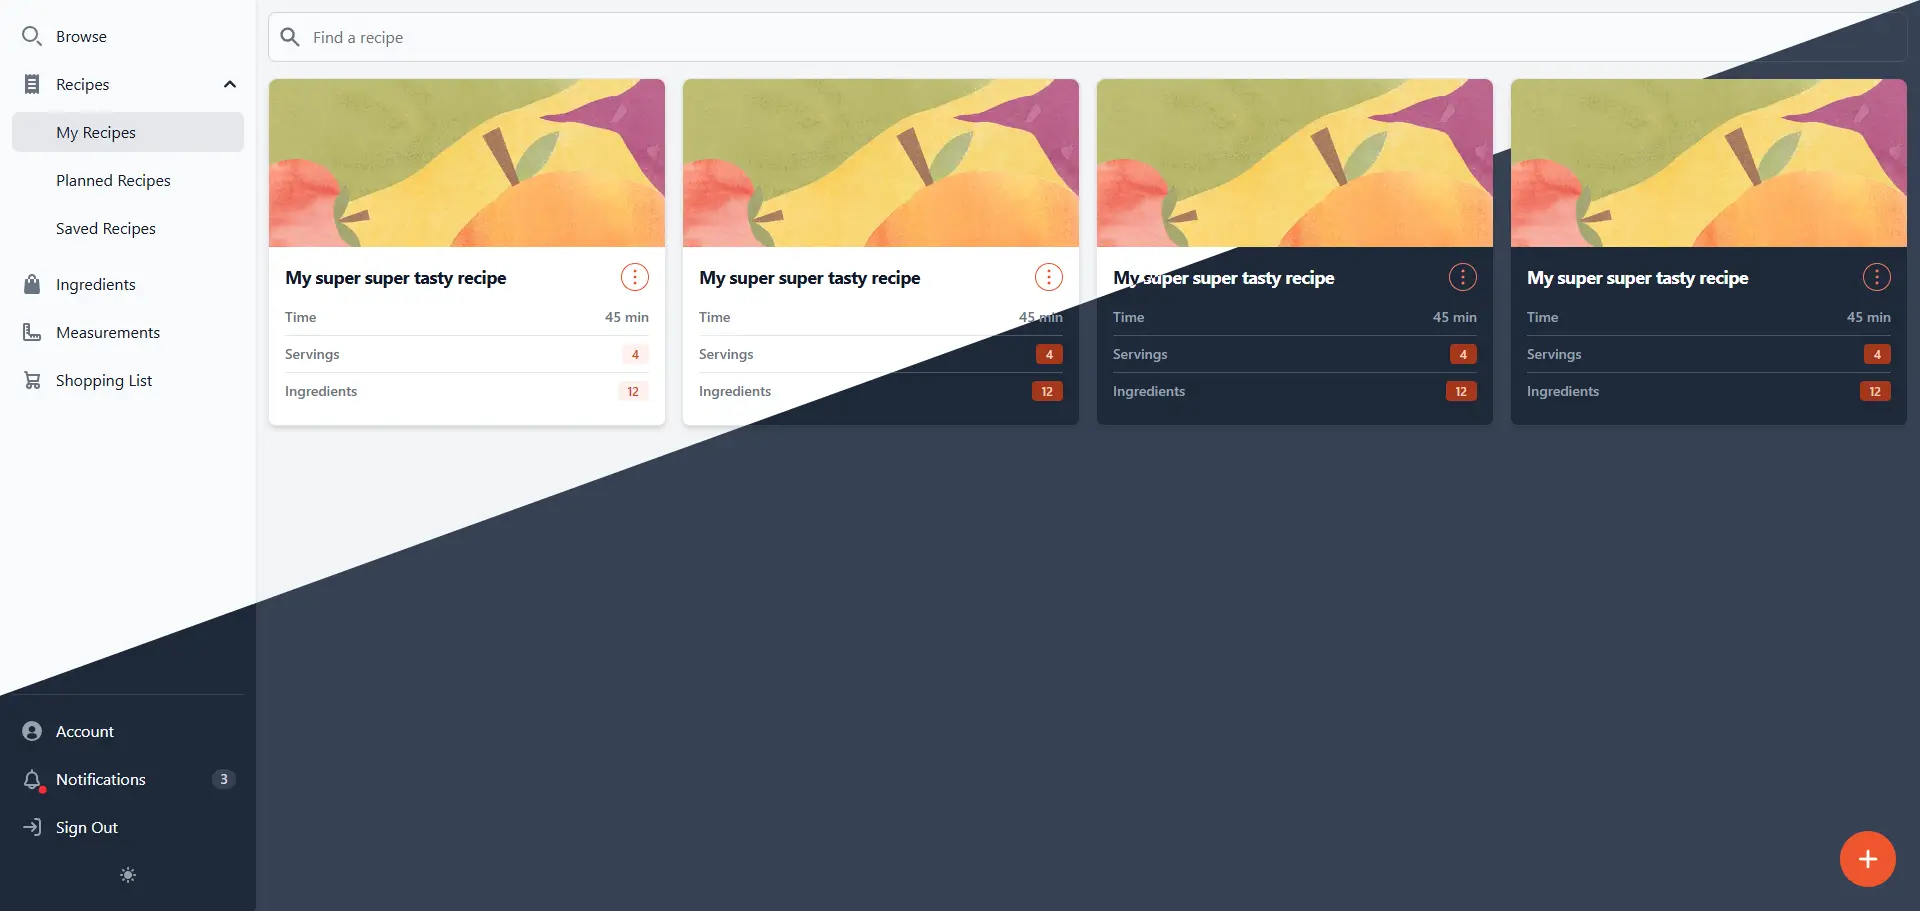 Browse
Recipes
My Recipes
Planned Recipes
Saved Recipes
Ingredients
Measurements
Shopping List
Account
Notifications 3
Sign Out
Find a recipe
My super super tasty recipe
Time 45 min
Servings 4
Ingredients 12
My super super tasty recipe
Time 45 min
Servings 4
Ingredients 12
My super super tasty recipe
Time 45 min
Servings 4
Ingredients 12
My super super tasty recipe
Time 45 min
Servings 4
Ingredients 12